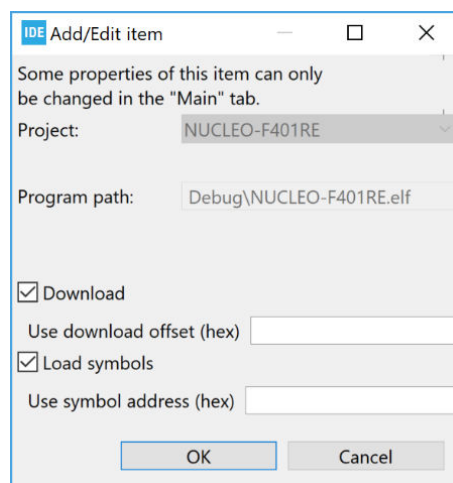 IDE Add/Edit item
Some properties of this item can only
be changed in the "Main" tab.
Project: NUCLEO-F401RE
Program path: Debug\NUCLEO-F401RE.elf
Download
Use download offset (hex)
Load symbols
Use symbol address (hex)
OK Cancel